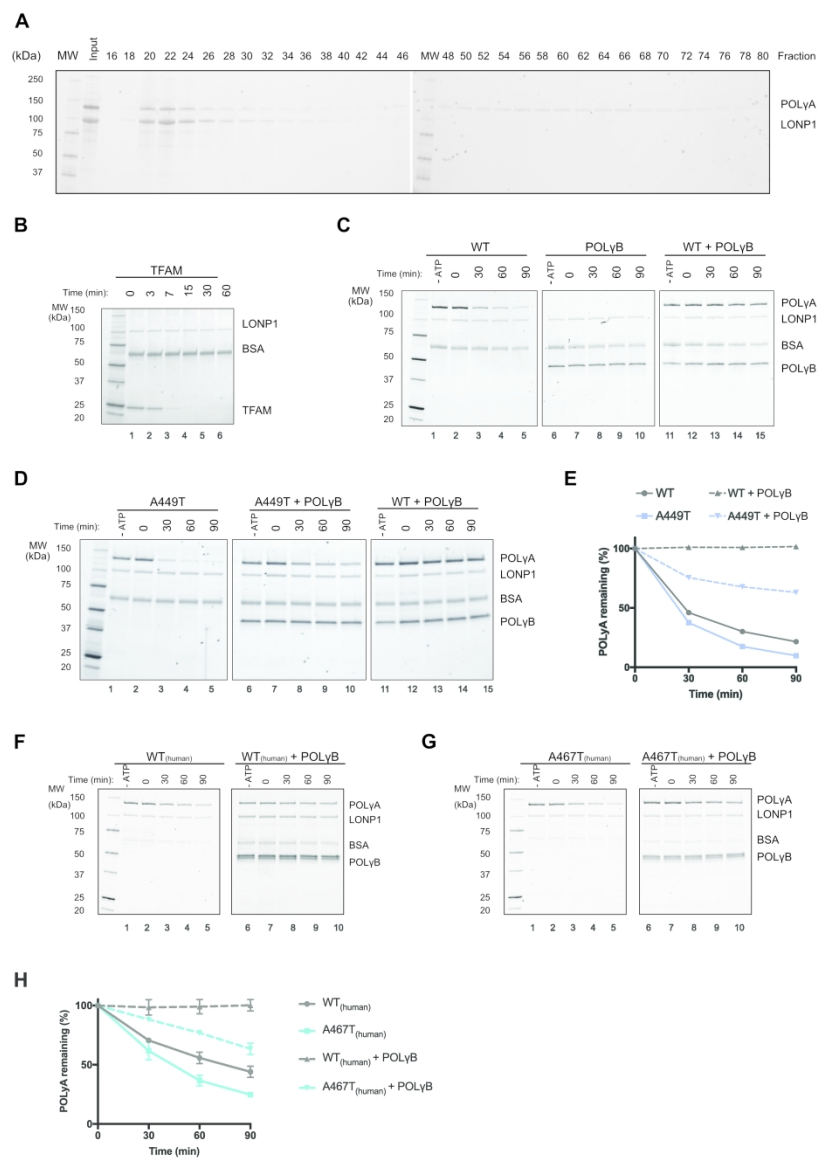 A
(kDa) MW Input 16 18 20 22 24 26 28 30 32 34 36 38 40 42 44 46 MW 48 50 52 54 56 58 60 62 64 66 68 70 72 74 76 78 80 Fraction
250
150
100
75
50
37
POLγA
LONP1
B
TFAM
Time (min): 0 3 7 15 30 60
MW
(kDa)
150
100
75
50
37
25
20
LONP1
BSA
TFAM
1 2 3 4 5 6
C
WT POLγB WT + POLγB
Time (min): - ATP 0 30 60 90 - ATP 0 30 60 90 - ATP 0 30 60 90
MW
(kDa)
150
100
75
50
37
25
20
POLγA
LONP1
BSA
POLγB
1 2 3 4 5 6 7 8 9 10 11 12 13 14 15
D
A449T A449T + POLγB WT + POLγB
Time (min): - ATP 0 30 60 90 - ATP 0 30 60 90 - ATP 0 30 60 90
MW
(kDa)
150
100
75
50
37
25
20
POLγA
LONP1
BSA
POLγB
1 2 3 4 5 6 7 8 9 10 11 12 13 14 15
E
WT WT + POLγB
A449T A449T + POLγB
POLγA remaining (%)
100
50
0
0 30 60 90
Time (min)
F
WT(human) WT(human) + POLγB
Time (min): - ATP 0 30 60 90 - ATP 0 30 60 90
MW
(kDa)
150
100
75
50
37
25
20
POLγA
LONP1
BSA
POLγB
1 2 3 4 5 6 7 8 9 10
G
A467T(human) A467T(human) + POLγB
Time (min): - ATP 0 30 60 90 - ATP 0 30 60 90
MW
(kDa)
150
100
75
50
37
25
20
POLγA
LONP1
BSA
POLγB
1 2 3 4 5 6 7 8 9 10
H
POLγA remaining (%)
100
50
0
0 30 60 90
Time (min)
WT(human)
A467T(human)
WT(human) + POLγB
A467T(human) + POLγB